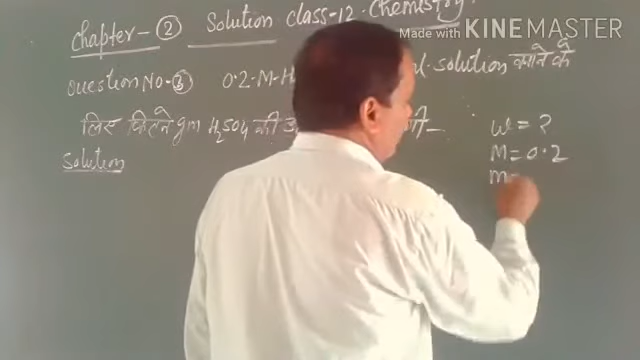 Chapter-② Solution class-12 Chemistry.
Made with KINEMASTER
Question No-③ 0.2-M-H solution बनाने के
लिए कितने gm H₂SO4 की
Solution
w = ?
M = 0.2
m =